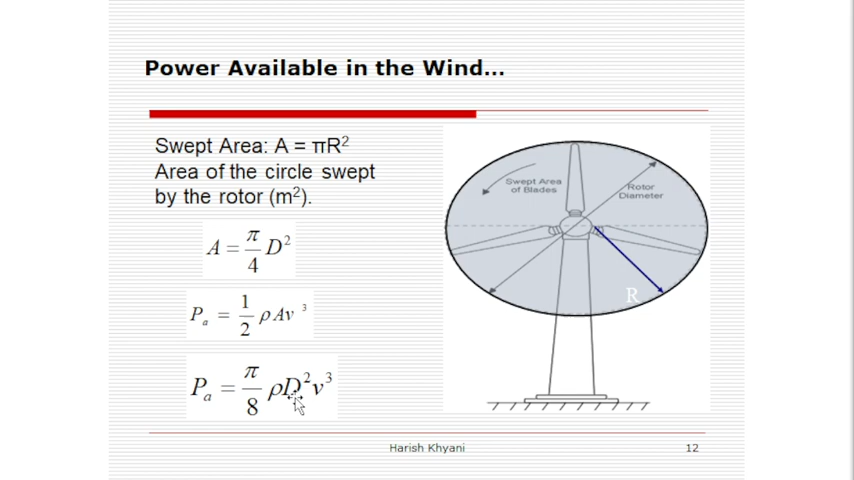 Power Available in the Wind…
Swept Area: A = πR²
Area of the circle swept
by the rotor (m²).
A = π/4 D²
Pₐ = 1/2 ρAv³
Pₐ = π/8 ρD²v³
Swept Area
of Blades
Rotor
Diameter
R
Harish Khyani
12